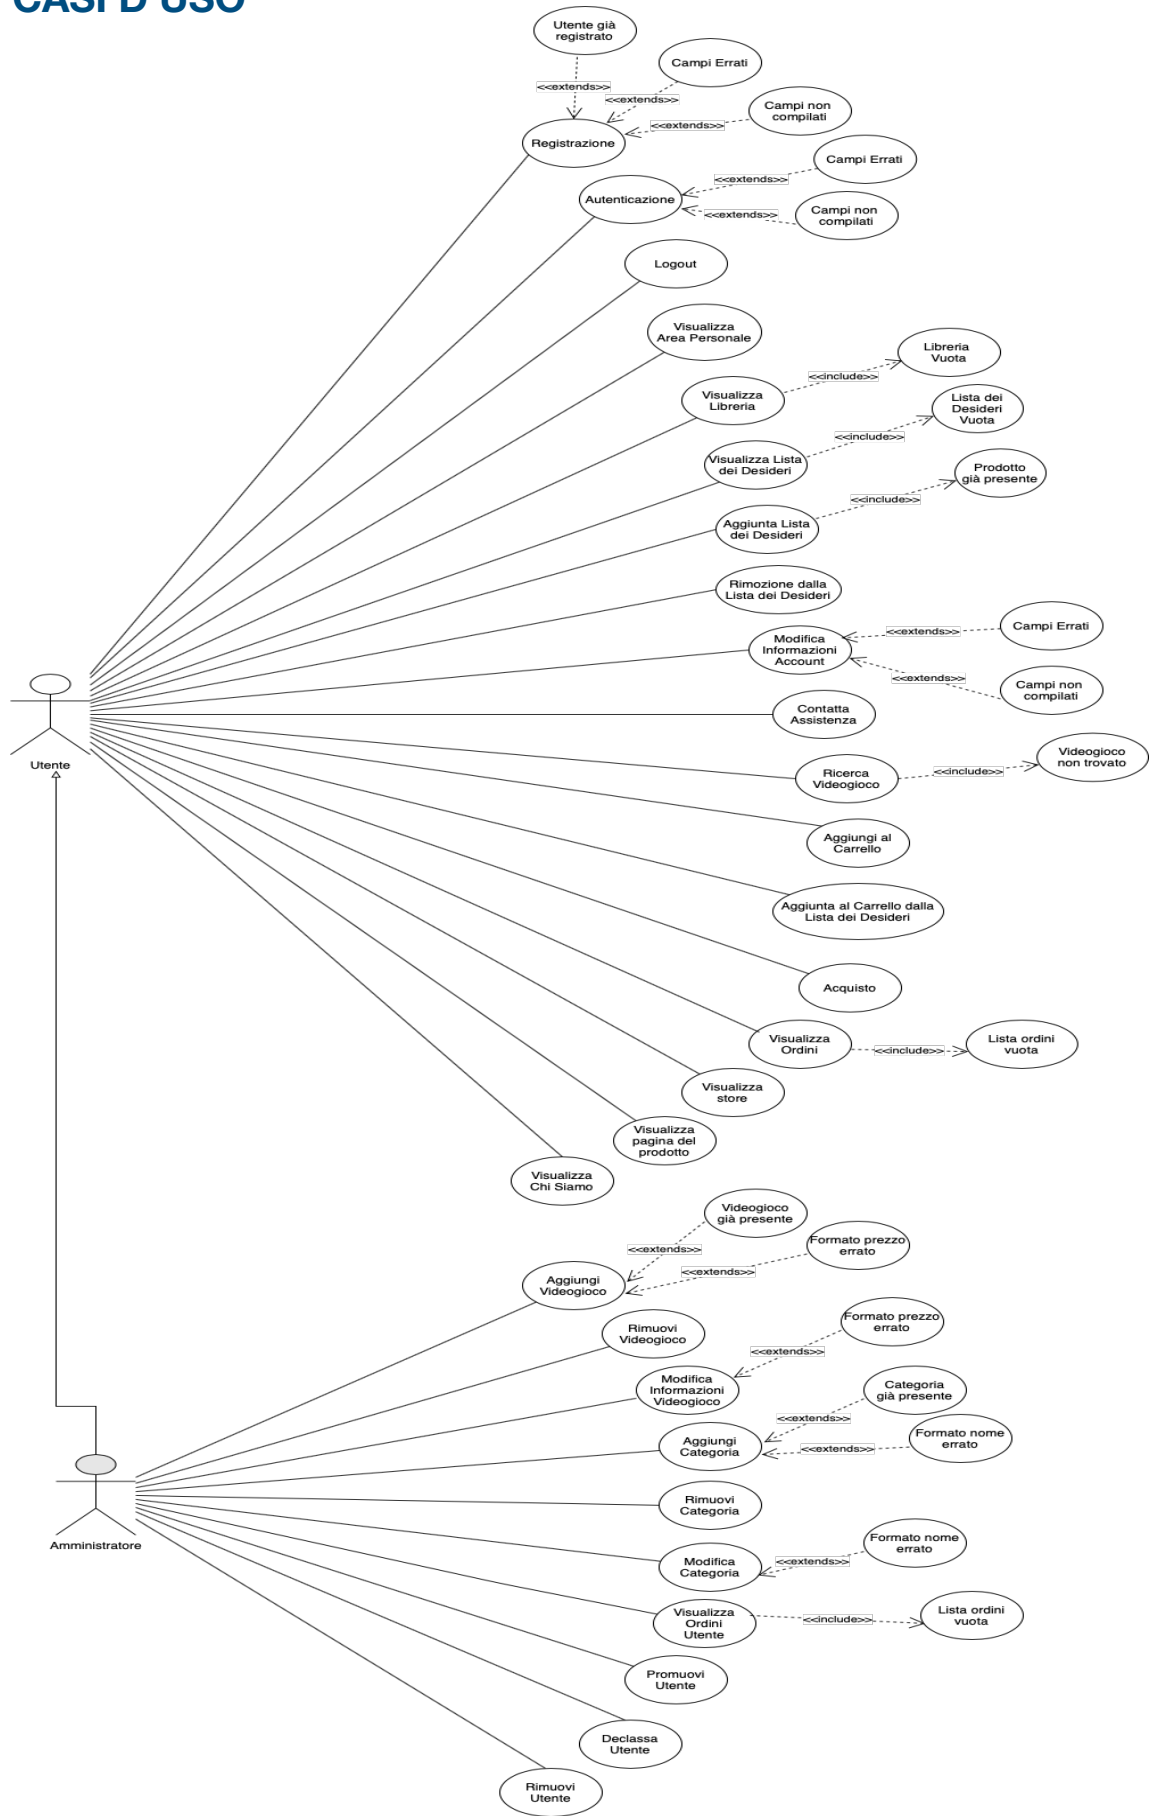 CASI D'USO
Utente già
registrato
<<extends>>
Campi Errati
<<extends>>
Campi non
compilati
<<extends>>
Registrazione
Campi Errati
<<extends>>
Autenticazione
Campi non
compilati
<<extends>>
Logout
Visualizza
Area Personale
Libreria
Vuota
<<include>>
Visualizza
Libreria
Lista dei
Desideri
Vuota
<<include>>
Visualizza Lista
dei Desideri
Prodotto
già presente
<<include>>
Aggiunta Lista
dei Desideri
Rimozione dalla
Lista dei Desideri
Campi Errati
<<extends>>
Modifica
Informazioni
Account
<<extends>>
Campi non
compilati
Contatta
Assistenza
Utente
Videogioco
non trovato
<<include>>
Ricerca
Videogioco
Aggiungi al
Carrello
Aggiunta al Carrello dalla
Lista dei Desideri
Acquisto
Visualizza
Ordini
<<include>>
Lista ordini
vuota
Visualizza
store
Visualizza
pagina del
prodotto
Visualizza
Chi Siamo
Videogioco
già presente
<<extends>>
Formato prezzo
errato
<<extends>>
Aggiungi
Videogioco
Rimuovi
Videogioco
Formato prezzo
errato
<<extends>>
Modifica
Informazioni
Videogioco
Categoria
già presente
<<extends>>
Aggiungi
Categoria
<<extends>>
Formato nome
errato
Rimuovi
Categoria
Amministratore
Formato nome
errato
<<extends>>
Modifica
Categoria
Visualizza
Ordini
Utente
<<include>>
Lista ordini
vuota
Promuovi
Utente
Declassa
Utente
Rimuovi
Utente